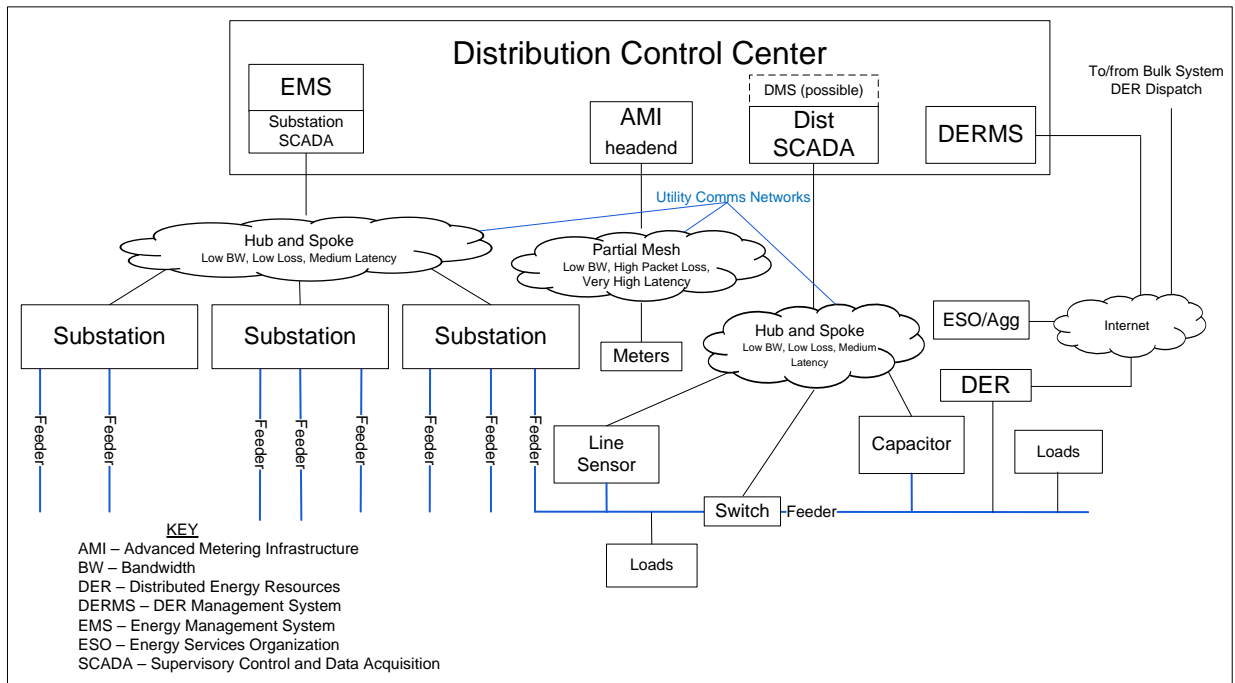 Distribution Control Center
To/from Bulk System
DER Dispatch
EMS
Substation
SCADA
AMI
headend
DMS (possible)
Dist
SCADA
DERMS
Utility Comms Networks
Hub and Spoke
Low BW, Low Loss, Medium Latency
Partial Mesh
Low BW, High Packet Loss,
Very High Latency
Hub and Spoke
Low BW, Low Loss, Medium
Latency
ESO/Agg
Internet
Substation
Substation
Substation
Meters
DER
Feeder
Feeder
Feeder
Feeder
Feeder
Feeder
Feeder
Feeder
Line
Sensor
Capacitor
Loads
Switch
Feeder
Loads
KEY
AMI – Advanced Metering Infrastructure
BW – Bandwidth
DER – Distributed Energy Resources
DERMS – DER Management System
EMS – Energy Management System
ESO – Energy Services Organization
SCADA – Supervisory Control and Data Acquisition